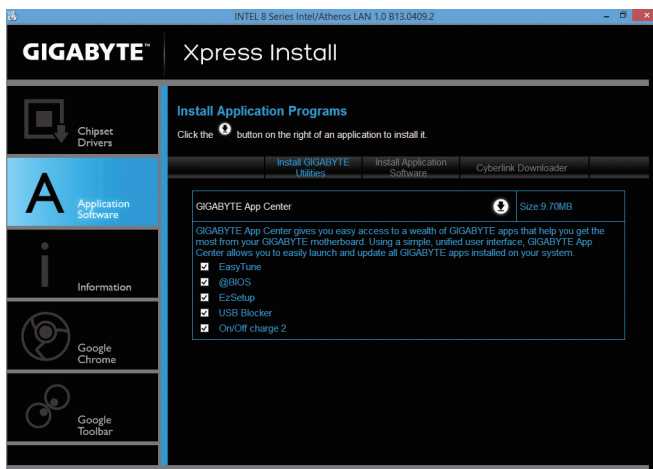 INTEL 8 Series Intel/Atheros LAN 1.0 B13.0409.2
GIGABYTE™
Xpress Install
Chipset
Drivers
Application
Software
Information
Google
Chrome
Google
Toolbar
Install Application Programs
Click the button on the right of an application to install it.
Install GIGABYTE
Utilities
Install Application
Software
Cyberlink Downloader
GIGABYTE App Center
Size:9.70MB
GIGABYTE App Center gives you easy access to a wealth of GIGABYTE apps that help you get the
most from your GIGABYTE motherboard. Using a simple, unified user interface, GIGABYTE App
Center allows you to easily launch and update all GIGABYTE apps installed on your system.
EasyTune
@BIOS
EzSetup
USB Blocker
On/Off charge 2